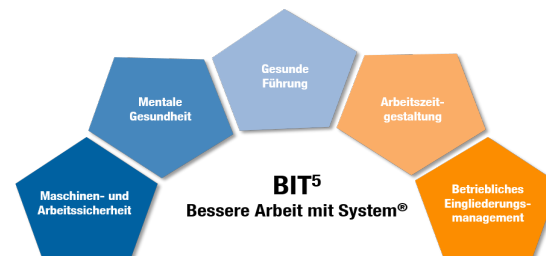 Gesunde
Führung
Mentale
Gesundheit
Arbeitszeit-
gestaltung
Maschinen- und
Arbeitssicherheit
BIT⁵
Bessere Arbeit mit System®
Betriebliches
Eingliederungs-
management